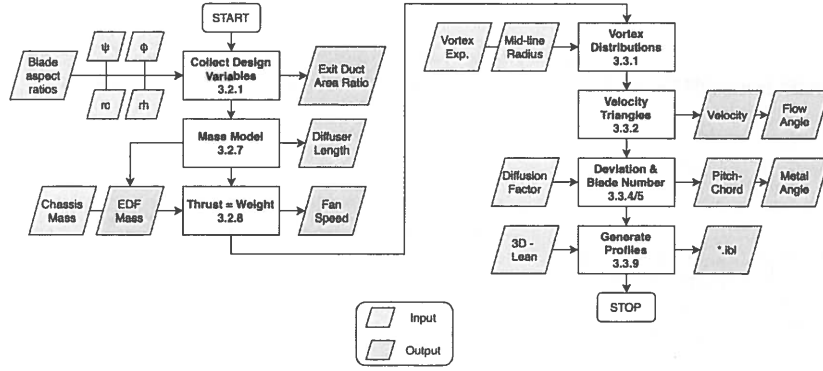 START
Blade
aspect
ratios
ψ
ϕ
rc
rh
Collect Design
Variables
3.2.1
Exit Duct
Area Ratio
Mass Model
3.2.7
Diffuser
Length
Chassis
Mass
EDF
Mass
Thrust = Weight
3.2.8
Fan
Speed
Vortex
Exp.
Mid-line
Radius
Vortex
Distributions
3.3.1
Velocity
Triangles
3.3.2
Velocity
Flow
Angle
Diffusion
Factor
Deviation &
Blade Number
3.3.4/5
Pitch-
Chord
Metal
Angle
3D -
Lean
Generate
Profiles
3.3.9
*.ibl
STOP
Input
Output